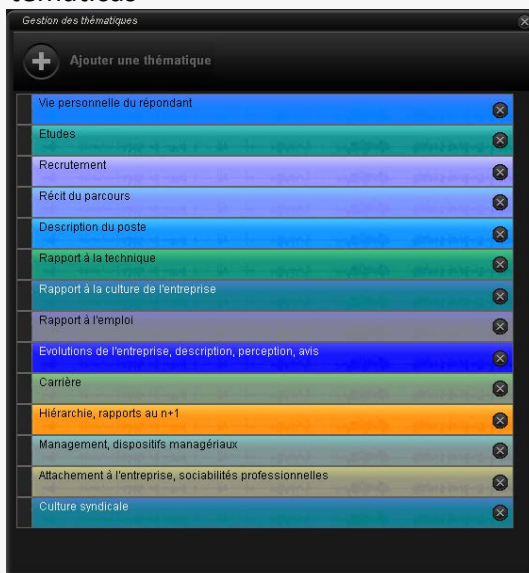 temáticas
Gestion des thématiques
Ajouter une thématique
Vie personnelle du répondant
Etudes
Recrutement
Récit du parcours
Description du poste
Rapport à la technique
Rapport à la culture de l'entreprise
Rapport à l'emploi
Evolutions de l'entreprise, description, perception, avis
Carrière
Hiérarchie, rapports au n+1
Management, dispositifs managériaux
Attachement à l'entreprise, sociabilités professionnelles
Culture syndicale